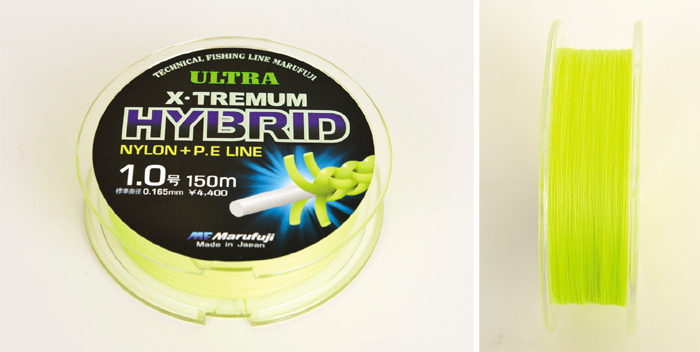 TECHNICAL FISHING LINE MARUFUJI
ULTRA
X·TREMUM
HYBRID
NYLON+P.E LINE
1.0号 150m
標準直径 0.165mm ¥4,400
MF Marufuji
Made in Japan